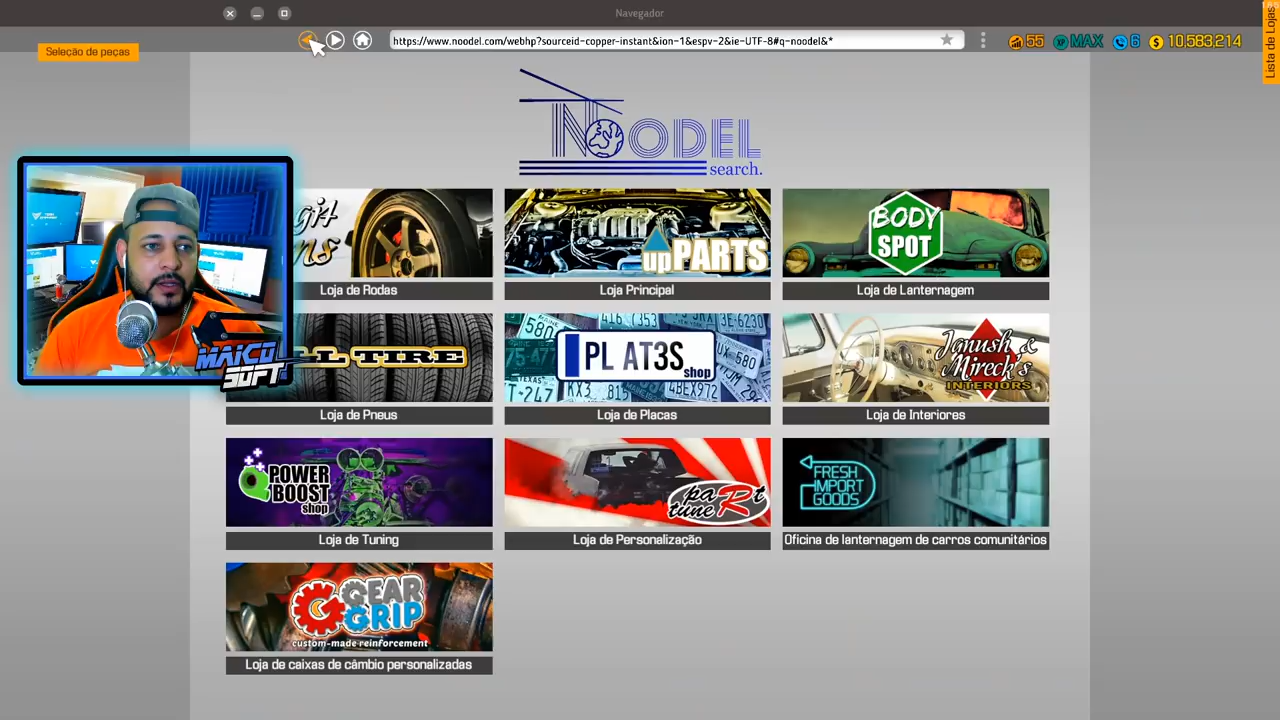 Navegador
Seleção de peças
https://www.noodel.com/webhp?sourceid-copper-instant&ion-1&espv-2&ie-UTF-8#q-noodel&*
55
XP MAX
6
$ 10,583,214
Lista de Lojas
NOODEL
search.
Loja de Rodas
upPARTS
Loja Principal
BODY
SPOT
Loja de Lanternagem
MAICU
SOFT
TIRE
Loja de Pneus
PL AT3S
shop
Loja de Placas
Janush &
Mireck's
INTERIORS
Loja de Interiores
POWER
BOOST
shop
Loja de Tuning
paRt
tune
Loja de Personalização
FRESH
IMPORT
GOODS
Oficina de lanternagem de carros comunitários
GEAR
GRIP
custom-made reinforcement
Loja de caixas de câmbio personalizadas